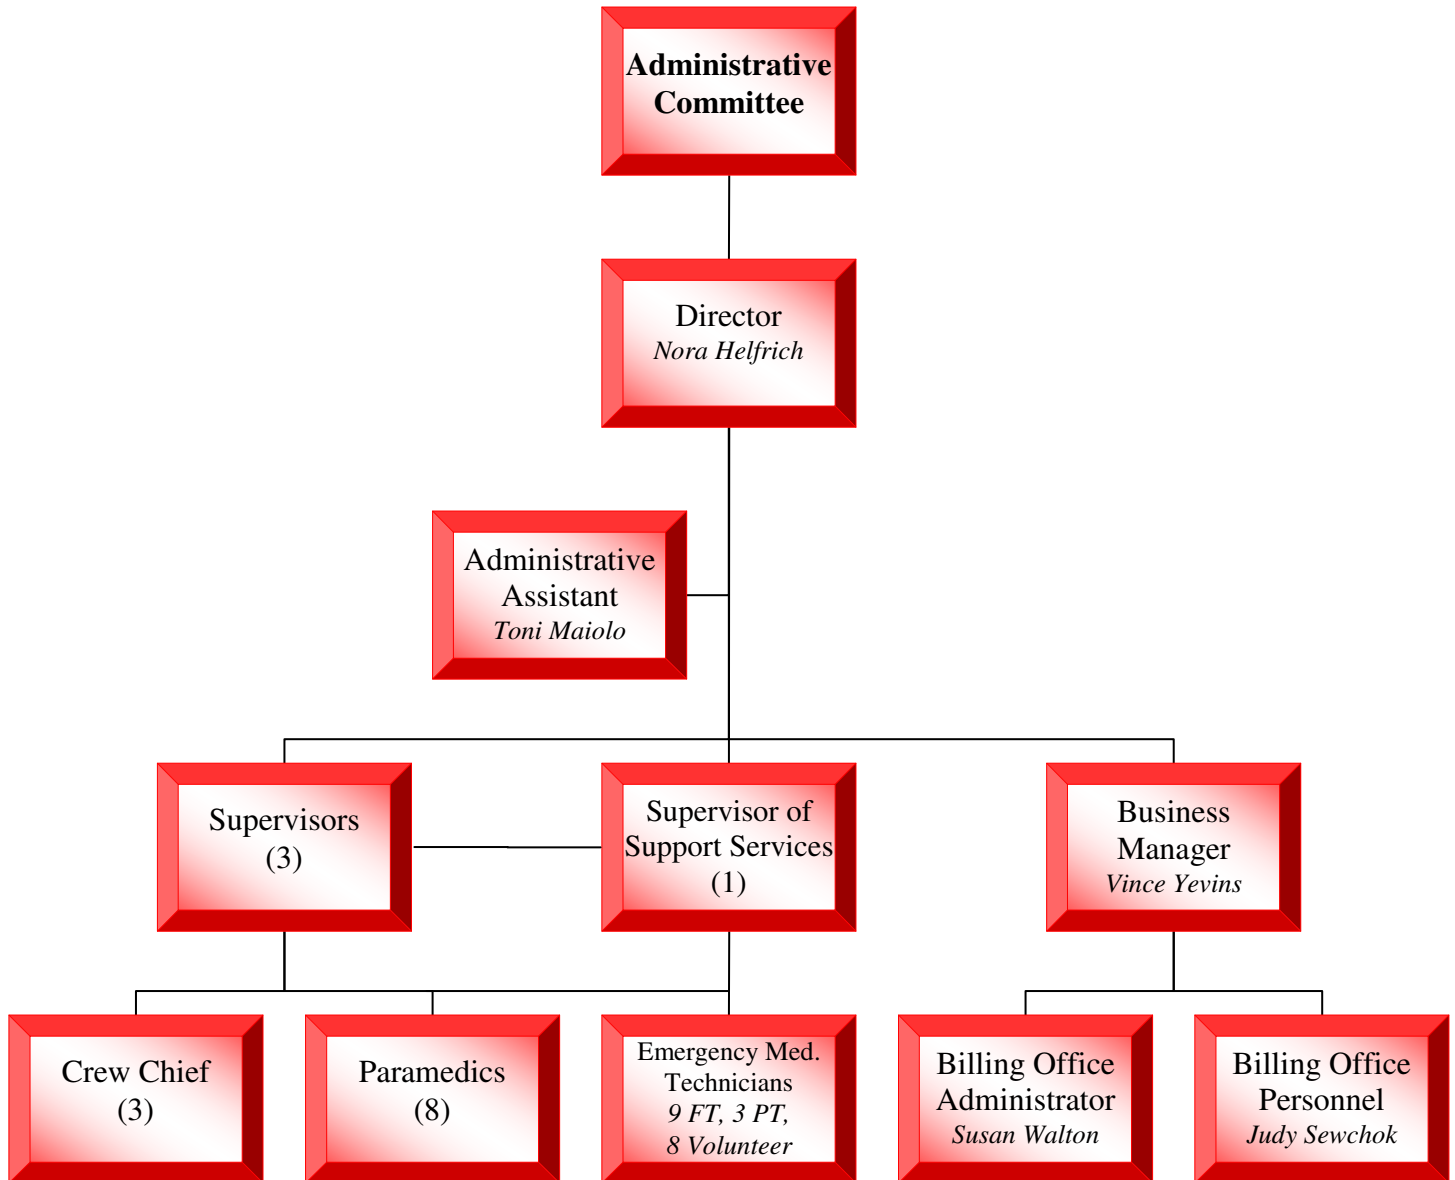 Administrative
Committee
Director
Nora Helfrich
Administrative
Assistant
Toni Maiolo
Supervisors
(3)
Supervisor of
Support Services
(1)
Business
Manager
Vince Yevins
Crew Chief
(3)
Paramedics
(8)
Emergency Med.
Technicians
9 FT, 3 PT,
8 Volunteer
Billing Office
Administrator
Susan Walton
Billing Office
Personnel
Judy Sewchok